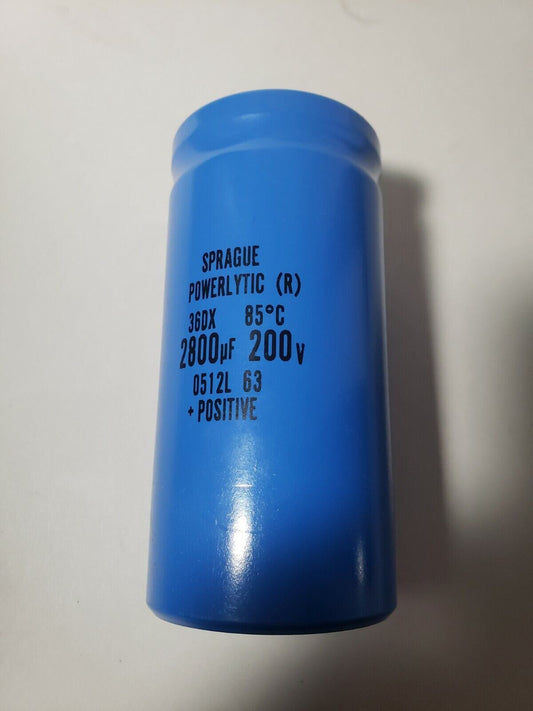 SPRAGUE
POWERLYTIC (R)
36DX 85°C
2800µF 200V
0512L 63
+ POSITIVE